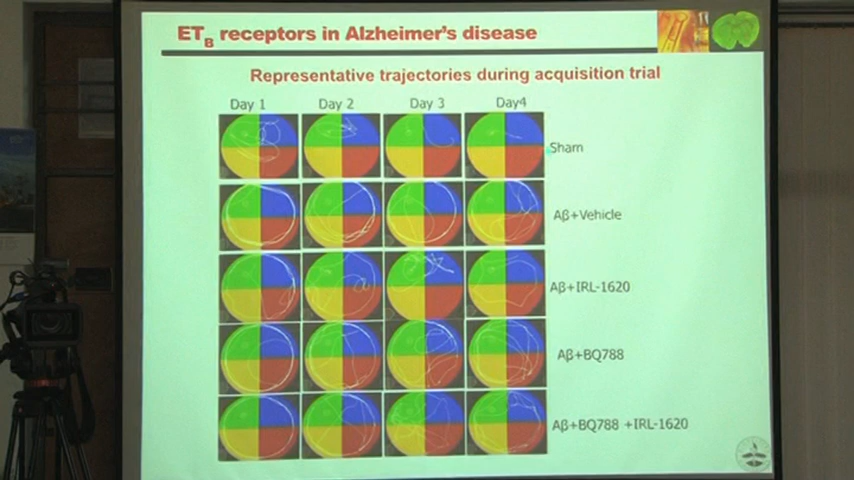 ET_B receptors in Alzheimer's disease
Representative trajectories during acquisition trial
Day 1 Day 2 Day 3 Day4
Sham
Aβ+Vehicle
Aβ+IRL-1620
Aβ+BQ788
Aβ+BQ788 +IRL-1620